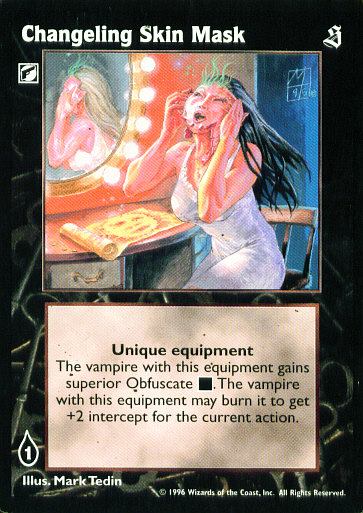 Changeling Skin Mask
Unique equipment
The vampire with this equipment gains
superior Obfuscate ■. The vampire
with this equipment may burn it to get
+2 intercept for the current action.
1
Illus. Mark Tedin
© 1996 Wizards of the Coast, Inc. All Rights Reserved.